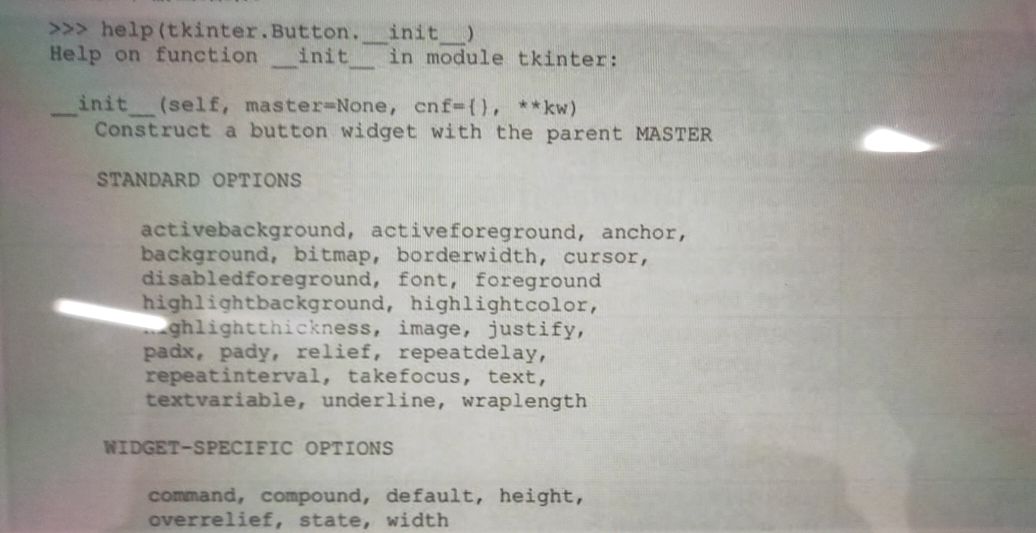 >>> help(tkinter.Button.__init__)
Help on function __init__ in module tkinter:
__init__(self, master=None, cnf={}, **kw)
Construct a button widget with the parent MASTER
STANDARD OPTIONS
activebackground, activeforeground, anchor,
background, bitmap, borderwidth, cursor,
disabledforeground, font, foreground
highlightbackground, highlightcolor,
highlightthickness, image, justify,
padx, pady, relief, repeatdelay,
repeatinterval, takefocus, text,
textvariable, underline, wraplength
WIDGET-SPECIFIC OPTIONS
command, compound, default, height,
overrelief, state, width